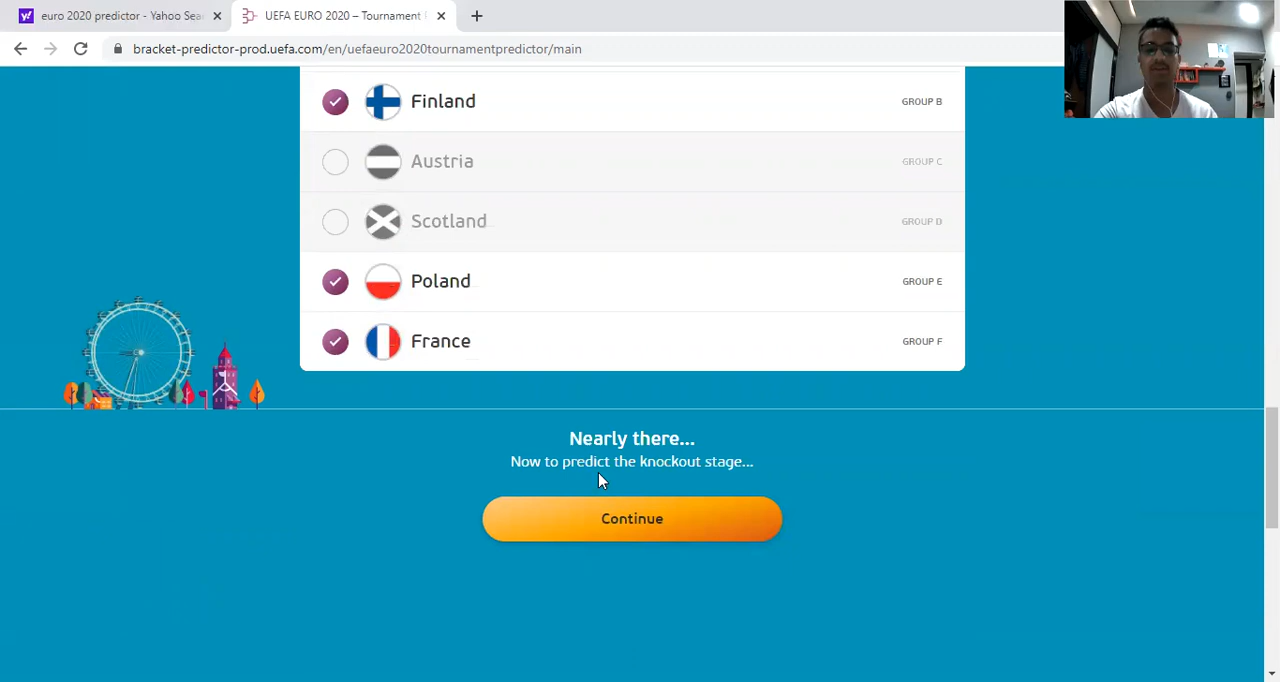 euro 2020 predictor - Yahoo Sea
UEFA EURO 2020 – Tournament
bracket-predictor-prod.uefa.com/en/uefaeuro2020tournamentpredictor/main
Finland GROUP B
Austria GROUP C
Scotland GROUP D
Poland GROUP E
France GROUP F
Nearly there...
Now to predict the knockout stage...
Continue